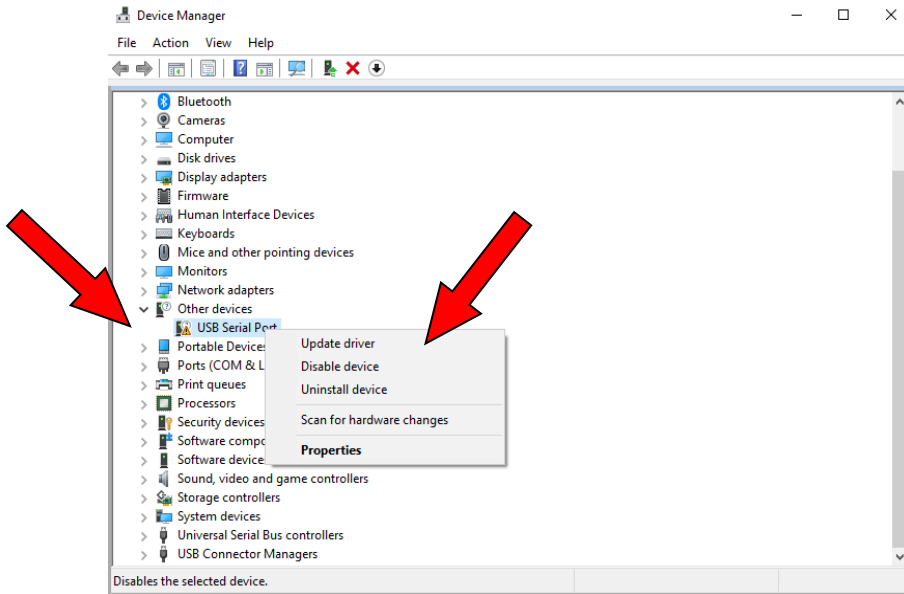 Device Manager
File Action View Help
Bluetooth
Cameras
Computer
Disk drives
Display adapters
Firmware
Human Interface Devices
Keyboards
Mice and other pointing devices
Monitors
Network adapters
Other devices
USB Serial Port
Portable Devices
Ports (COM & L
Print queues
Processors
Security devices
Software compo
Software device
Sound, video and game controllers
Storage controllers
System devices
Universal Serial Bus controllers
USB Connector Managers
Update driver
Disable device
Uninstall device
Scan for hardware changes
Properties
Disables the selected device.